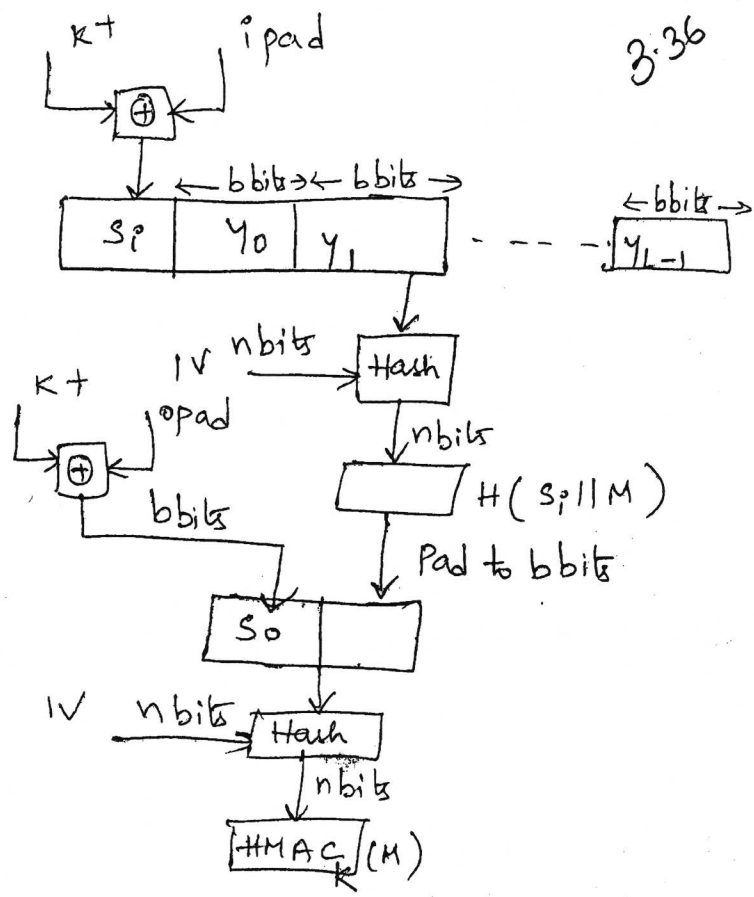 K+ ipad 3.36
⊕
← b bits → ← b bits →
← b bits →
Si Y0 Y1 - - - - YL-1
IV n bits Hash
K+ opad
n bits
⊕
H(Si||M)
b bits
Pad to b bits
So
IV n bits Hash
n bits
HMACK(M)